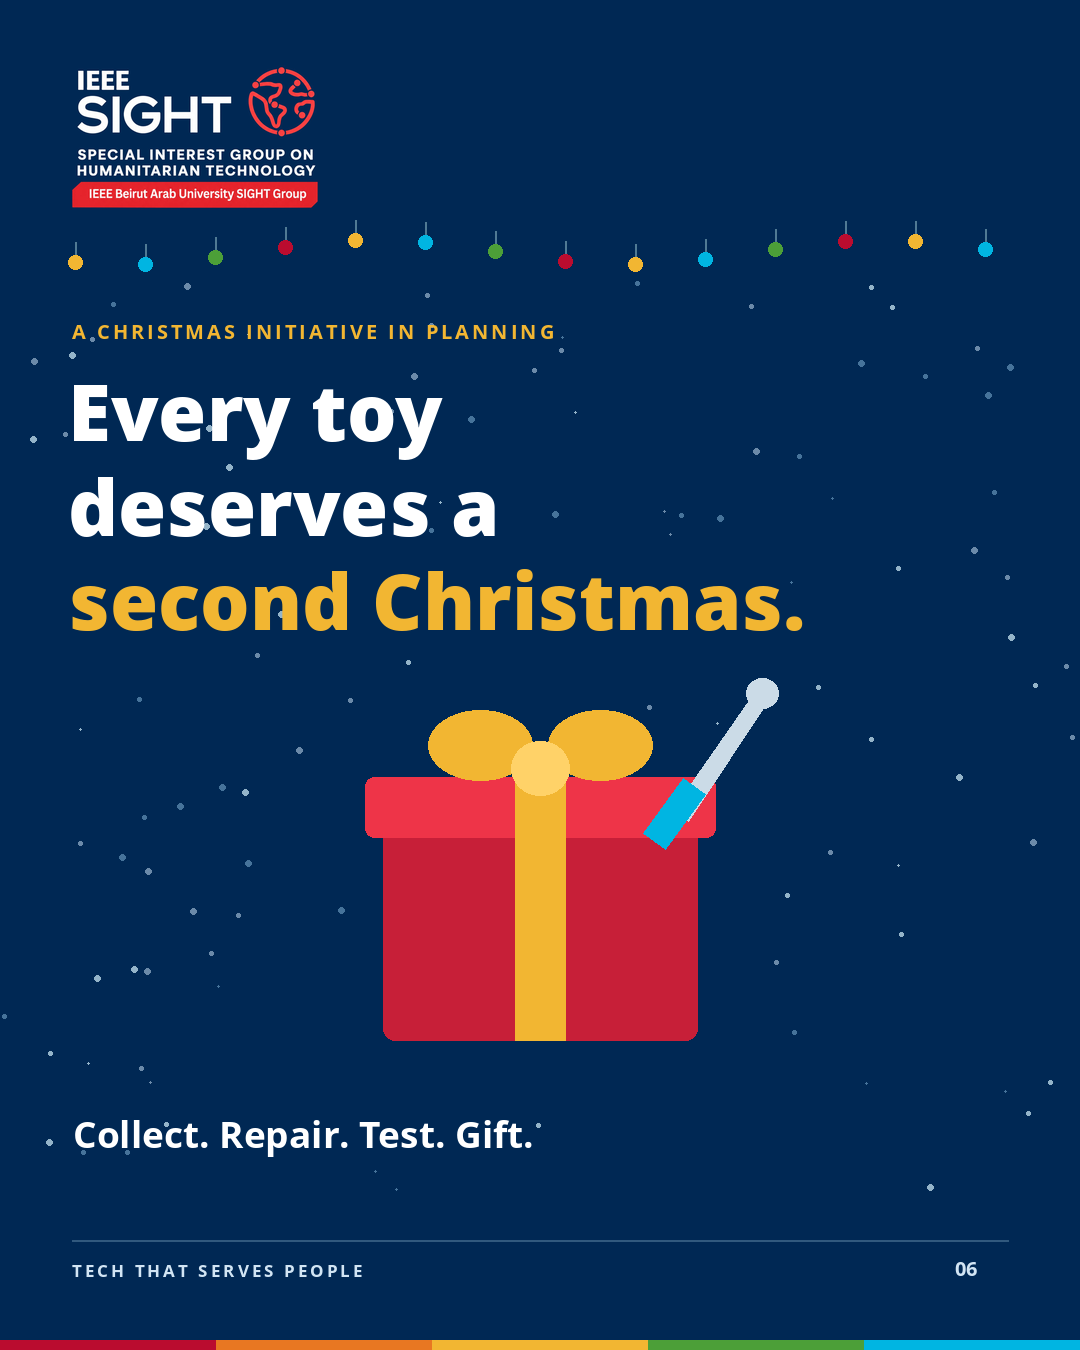 IEEE
SIGHT
SPECIAL INTEREST GROUP ON
HUMANITARIAN TECHNOLOGY
IEEE Beirut Arab University SIGHT Group
A CHRISTMAS INITIATIVE IN PLANNING
Every toy
deserves a
second Christmas.
Collect. Repair. Test. Gift.
TECH THAT SERVES PEOPLE
06